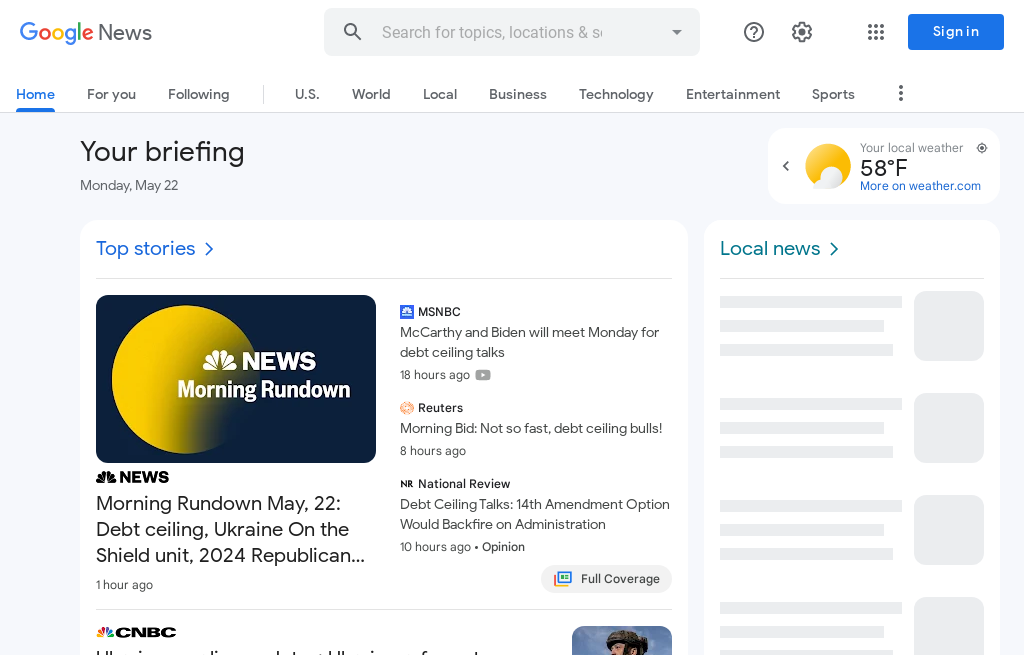 Google News
Search for topics, locations & so
Sign in
Home
For you
Following
U.S.
World
Local
Business
Technology
Entertainment
Sports
Your briefing
Monday, May 22
Your local weather
58°F
More on weather.com
Top stories
NEWS
Morning Rundown
NEWS
Morning Rundown May, 22:
Debt ceiling, Ukraine On the
Shield unit, 2024 Republican...
1 hour ago
MSNBC
McCarthy and Biden will meet Monday for
debt ceiling talks
18 hours ago
Reuters
Morning Bid: Not so fast, debt ceiling bulls!
8 hours ago
NR National Review
Debt Ceiling Talks: 14th Amendment Option
Would Backfire on Administration
10 hours ago • Opinion
Full Coverage
CNBC
Local news